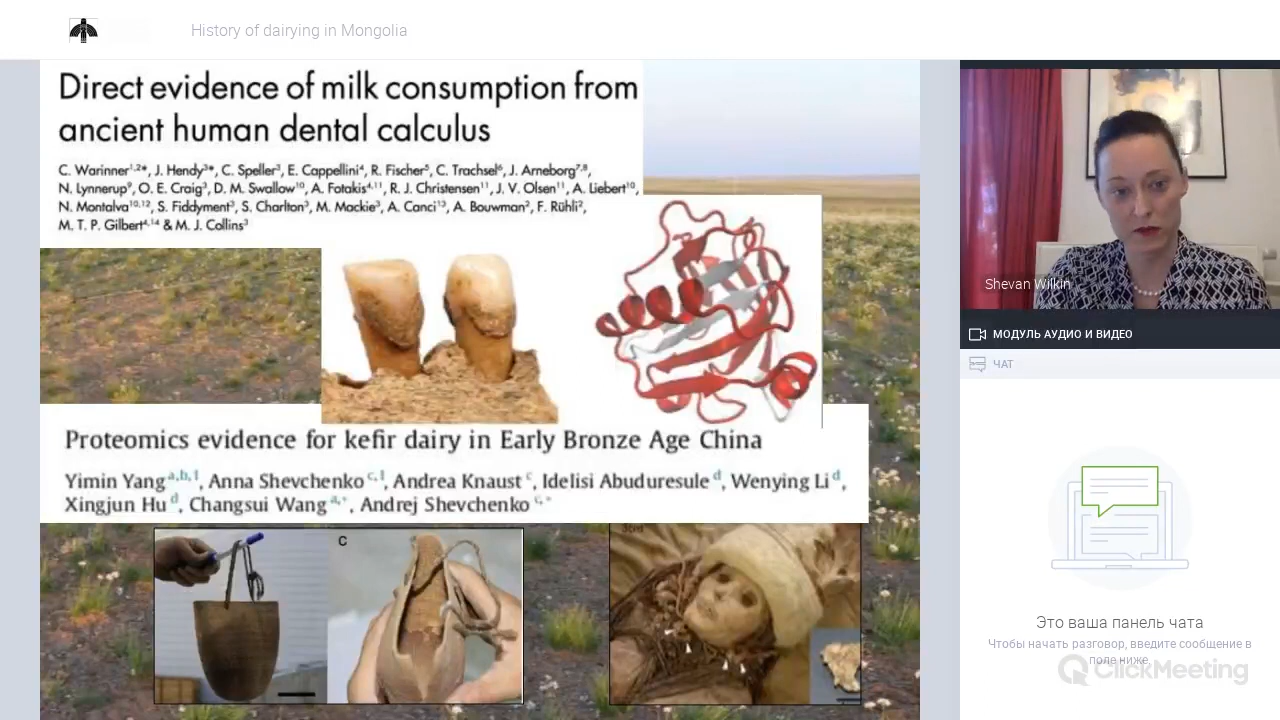 History of dairying in Mongolia
Direct evidence of milk consumption from
ancient human dental calculus
C. Warinner1,2*, J. Hendy3*, C. Speller3, E. Cappellini4, R. Fischer5, C. Trachsel6, J. Arneborg7,8,
N. Lynnerup9, O. E. Craig3, D. M. Swallow10, A. Fotakis4,11, R. J. Christensen11, J. V. Olsen11, A. Liebert10,
N. Montalva10,12, S. Fiddyment3, S. Charlton3, M. Mackie3, A. Canci13, A. Bouwman2, F. Rühli2,
M. T. P. Gilbert4,14 & M. J. Collins3
Proteomics evidence for kefir dairy in Early Bronze Age China
Yimin Yang a,b,1, Anna Shevchenko c,1, Andrea Knaust c, Idelisi Abuduresule d, Wenying Li d,
Xingjun Hu d, Changsui Wang a,*, Andrej Shevchenko c,*
C
Shevan Wilkin
МОДУЛЬ АУДИО И ВИДЕО
ЧАТ
Это ваша панель чата
Чтобы начать разговор, введите сообщение в
поле ниже
ClickMeeting